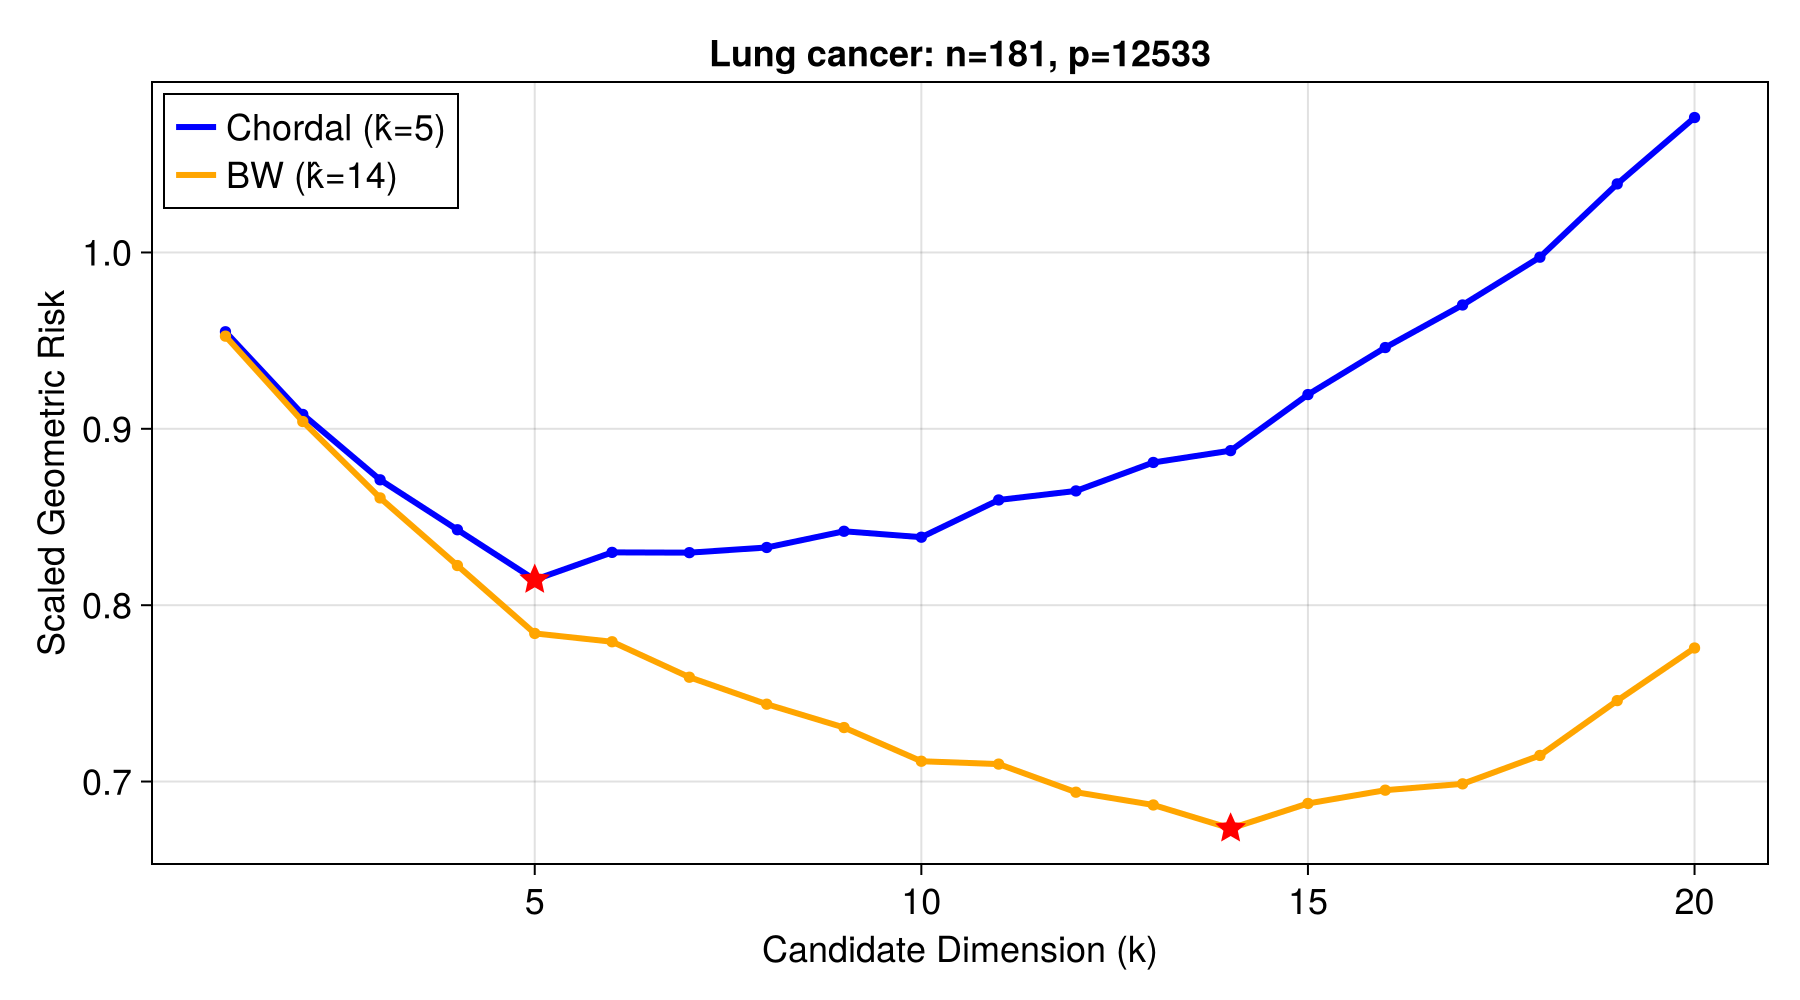 Lung cancer: n=181, p=12533
Chordal (k̂=5)
BW (k̂=14)
Scaled Geometric Risk
1.0
0.9
0.8
0.7
5 10 15 20
Candidate Dimension (k)